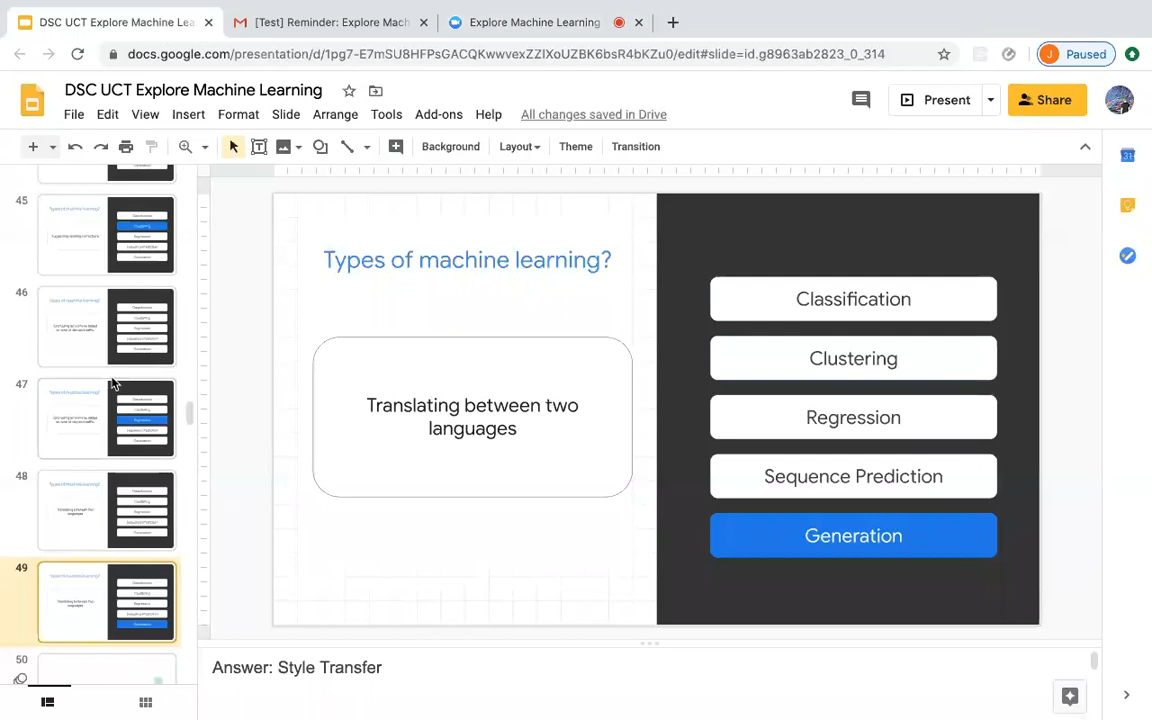 DSC UCT Explore Machine Lea
[Test] Reminder: Explore Mach
Explore Machine Learning
docs.google.com/presentation/d/1pg7-E7mSU8HFPsGACQKwwvexZZIXoUZBK6bsR4bKZu0/edit#slide=id.g8963ab2823_0_314
J
Paused
DSC UCT Explore Machine Learning
File Edit View Insert Format Slide Arrange Tools Add-ons Help All changes saved in Drive
Present
Share
Background Layout Theme Transition
31
45
46
47
48
49
50
Types of machine learning?
Translating between two
languages
Classification
Clustering
Regression
Sequence Prediction
Generation
Answer: Style Transfer